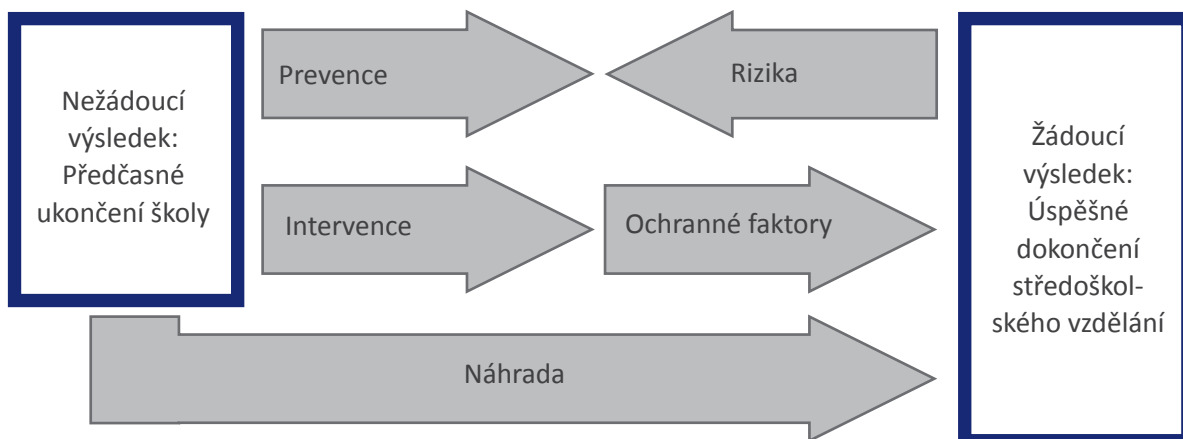 Nežádoucí
výsledek:
Předčasné
ukončení školy
Prevence
Rizika
Intervence
Ochranné faktory
Náhrada
Žádoucí
výsledek:
Úspěšné
dokončení
středoškol-
ského vzdělání